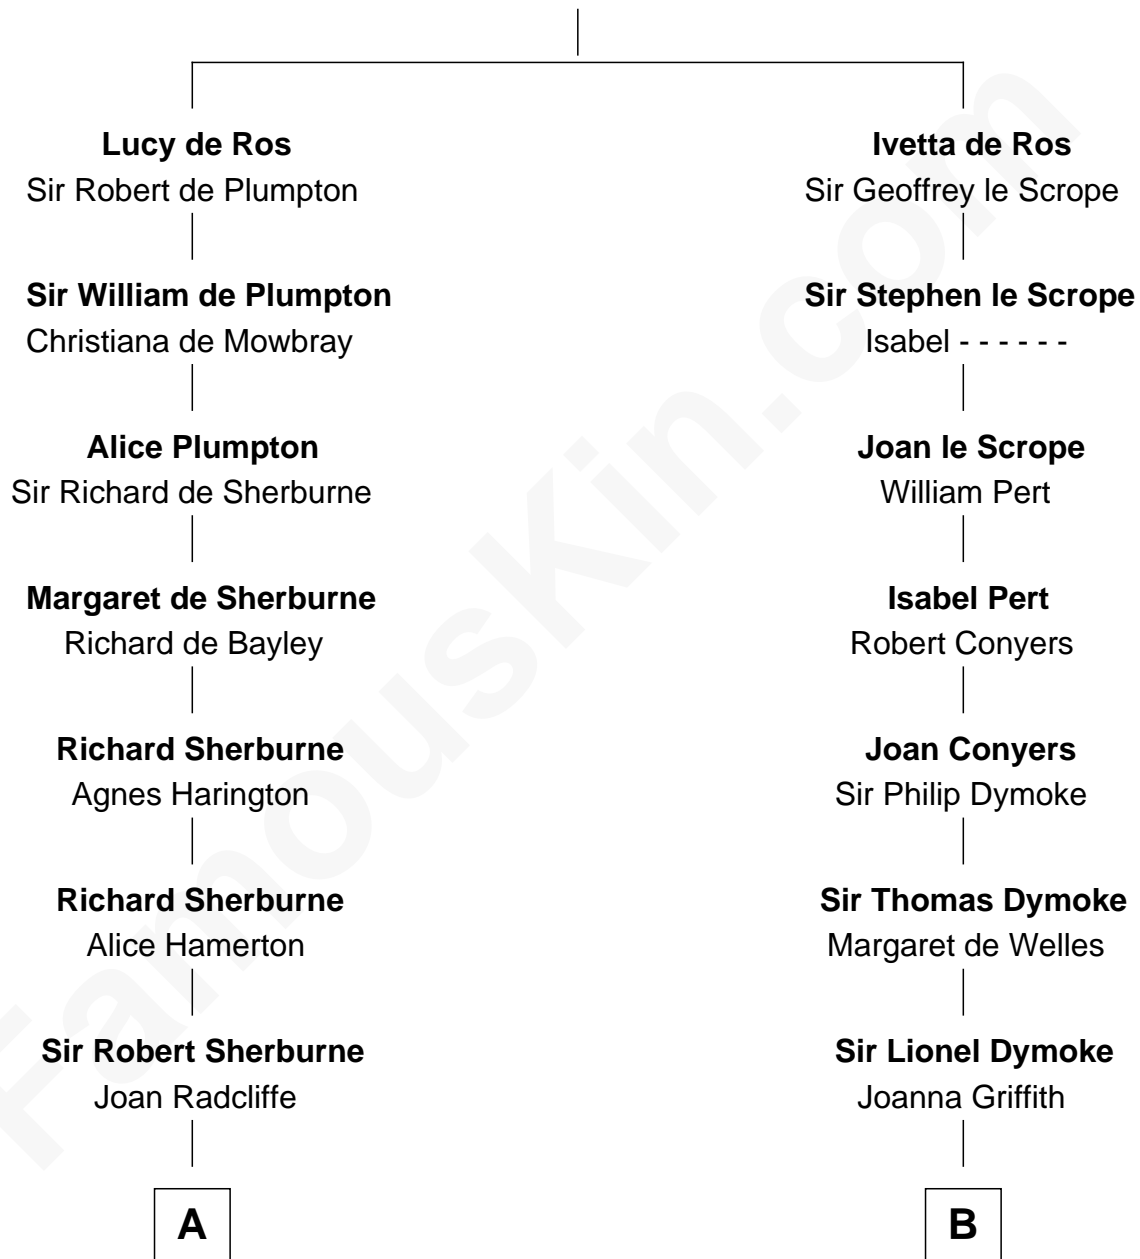 Lucy de Ros
Sir Robert de Plumpton
Sir William de Plumpton
Christiana de Mowbray
Alice Plumpton
Sir Richard de Sherburne
Margaret de Sherburne
Richard de Bayley
Richard Sherburne
Agnes Harington
Richard Sherburne
Alice Hamerton
Sir Robert Sherburne
Joan Radcliffe
A
Ivetta de Ros
Sir Geoffrey le Scrope
Sir Stephen le Scrope
Isabel - - - - - -
Joan le Scrope
William Pert
Isabel Pert
Robert Conyers
Joan Conyers
Sir Philip Dymoke
Sir Thomas Dymoke
Margaret de Welles
Sir Lionel Dymoke
Joanna Griffith
B
FamousKin.com